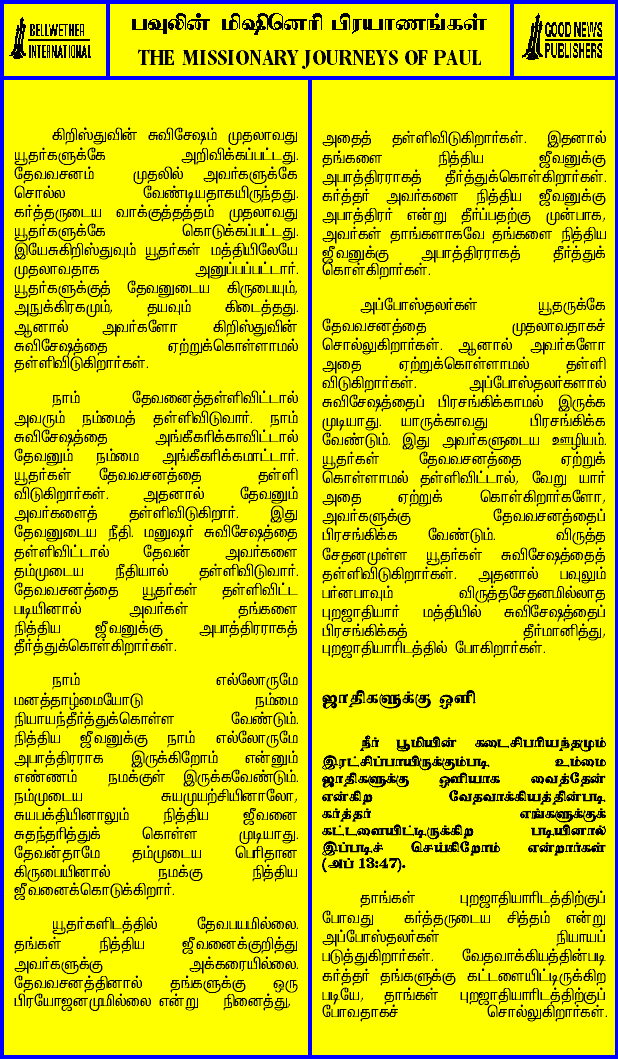 BELLWETHER
INTERNATIONAL
பவுலின் மிஷினெரி பிரயாணங்கள்
THE MISSIONARY JOURNEYS OF PAUL
GOOD NEWS
PUBLISHERS
கிறிஸ்துவின் சுவிசேஷம் முதலாவது
யூதர்களுக்கே அறிவிக்கப்பட்டது.
தேவவசனம் முதலில் அவர்களுக்கே
சொல்ல வேண்டியதாகயிருந்தது.
கர்த்தருடைய வாக்குத்தத்தம் முதலாவது
யூதர்களுக்கே கொடுக்கப்பட்டது.
இயேசுகிறிஸ்துவும் யூதர்கள் மத்தியிலேயே
முதலாவதாக அனுப்பப்பட்டார்.
யூதர்களுக்குத் தேவனுடைய கிருபையும்,
அநுக்கிரகமும், தயவும் கிடைத்தது.
ஆனால் அவர்களோ கிறிஸ்துவின்
சுவிசேஷத்தை ஏற்றுக்கொள்ளாமல்
தள்ளிவிடுகிறார்கள்.
நாம் தேவனைத்தள்ளிவிட்டால்
அவரும் நம்மைத் தள்ளிவிடுவார். நாம்
சுவிசேஷத்தை அங்கீகரிக்காவிட்டால்
தேவனும் நம்மை அங்கீகரிக்கமாட்டார்.
யூதர்கள் தேவவசனத்தை தள்ளி
விடுகிறார்கள். அதனால் தேவனும்
அவர்களைத் தள்ளிவிடுகிறார். இது
தேவனுடைய நீதி. மனுஷர் சுவிசேஷத்தை
தள்ளிவிட்டால் தேவன் அவர்களை
தம்முடைய நீதியால் தள்ளிவிடுவார்.
தேவவசனத்தை யூதர்கள் தள்ளிவிட்ட
படியினால் அவர்கள் தங்களை
நித்திய ஜீவனுக்கு அபாத்திரராகத்
தீர்த்துக்கொள்கிறார்கள்.
நாம் எல்லோருமே
மனத்தாழ்மையோடு நம்மை
நியாயந்தீர்த்துக்கொள்ள வேண்டும்.
நித்திய ஜீவனுக்கு நாம் எல்லோருமே
அபாத்திரராக இருக்கிறோம் என்னும்
எண்ணம் நமக்குள் இருக்கவேண்டும்.
நம்முடைய சுயமுயற்சியினாலோ,
சுயபக்தியினாலும் நித்திய ஜீவனை
சுதந்தரித்துக் கொள்ள முடியாது.
தேவன்தாமே தம்முடைய பெரிதான
கிருபையினால் நமக்கு நித்திய
ஜீவனைக்கொடுக்கிறார்.
யூதர்களிடத்தில் தேவபயமில்லை.
தங்கள் நித்திய ஜீவனைக்குறித்து
அவர்களுக்கு அக்கரையில்லை.
தேவவசனத்தினால் தங்களுக்கு ஒரு
பிரயோஜனமுமில்லை என்று நினைத்து,
அதைத் தள்ளிவிடுகிறார்கள். இதனால்
தங்களை நித்திய ஜீவனுக்கு
அபாத்திரராகத் தீர்த்துக்கொள்கிறார்கள்.
கர்த்தர் அவர்களை நித்திய ஜீவனுக்கு
அபாத்திரர் என்று தீர்ப்பதற்கு முன்பாக,
அவர்கள் தாங்களாகவே தங்களை நித்திய
ஜீவனுக்கு அபாத்திரராகத் தீர்த்துக்
கொள்கிறார்கள்.
அப்போஸ்தலர்கள் யூதருக்கே
தேவவசனத்தை முதலாவதாகச்
சொல்லுகிறார்கள். ஆனால் அவர்களோ
அதை ஏற்றுக்கொள்ளாமல் தள்ளி
விடுகிறார்கள். அப்போஸ்தலர்களால்
சுவிசேஷத்தைப் பிரசங்கிக்காமல் இருக்க
முடியாது. யாருக்காவது பிரசங்கிக்க
வேண்டும். இது அவர்களுடைய ஊழியம்.
யூதர்கள் தேவவசனத்தை ஏற்றுக்
கொள்ளாமல் தள்ளிவிட்டால், வேறு யார்
அதை ஏற்றுக் கொள்கிறார்களோ,
அவர்களுக்கு தேவவசனத்தைப்
பிரசங்கிக்க வேண்டும். விருத்த
சேதனமுள்ள யூதர்கள் சுவிசேஷத்தைத்
தள்ளிவிடுகிறார்கள். அதனால் பவுலும்
பர்னபாவும் விருத்தசேதனமில்லாத
புறஜாதியார் மத்தியில் சுவிசேஷத்தைப்
பிரசங்கிக்கத் தீர்மானித்து,
புறஜாதியாரிடத்தில் போகிறார்கள்.
ஜாதிகளுக்கு ஒளி
நீர் பூமியின் கடைசிபரியந்தமும்
இரட்சிப்பாயிருக்கும்படி உம்மை
ஜாதிகளுக்கு ஒளியாக வைத்தேன்
என்கிற வேதவாக்கியத்தின்படி
கர்த்தர் எங்களுக்குக்
கட்டளையிட்டிருக்கிற படியினால்
இப்படிச் செய்கிறோம் என்றார்கள்
(அப் 13:47).
தாங்கள் புறஜாதியாரிடத்திற்குப்
போவது கர்த்தருடைய சித்தம் என்று
அப்போஸ்தலர்கள் நியாயப்
படுத்துகிறார்கள். வேதவாக்கியத்தின்படி
கர்த்தர் தங்களுக்கு கட்டளையிட்டிருக்கிற
படியே, தாங்கள் புறஜாதியாரிடத்திற்குப்
போவதாகச் சொல்லுகிறார்கள்.